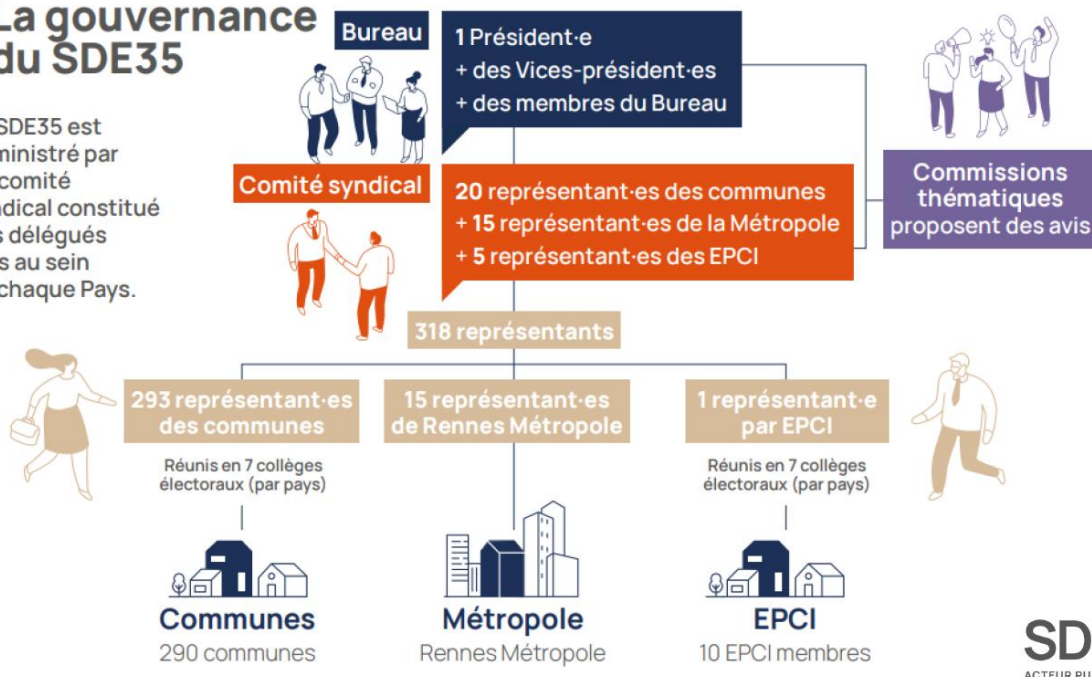 La gouvernance
du SDE35
SDE35 est
ministré par
comité
ndical constitué
s délégués
s au sein
chaque Pays.
Bureau
1 Président·e
+ des Vices-président·es
+ des membres du Bureau
Comité syndical
20 représentant·es des communes
+ 15 représentant·es de la Métropole
+ 5 représentant·es des EPCI
Commissions
thématiques
proposent des avis
318 représentants
293 représentant·es
des communes
Réunis en 7 collèges
électoraux (par pays)
15 représentant·es
de Rennes Métropole
1 représentant·e
par EPCI
Réunis en 7 collèges
électoraux (par pays)
Communes
290 communes
Métropole
Rennes Métropole
EPCI
10 EPCI membres
SD
ACTEUR PU